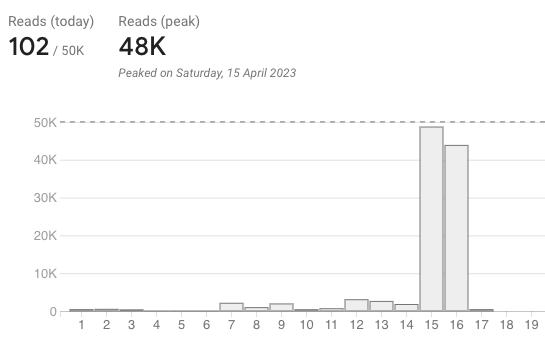 Reads (today) Reads (peak)
102 / 50K 48K
Peaked on Saturday, 15 April 2023
50K
40K
30K
20K
10K
0
1 2 3 4 5 6 7 8 9 10 11 12 13 14 15 16 17 18 19